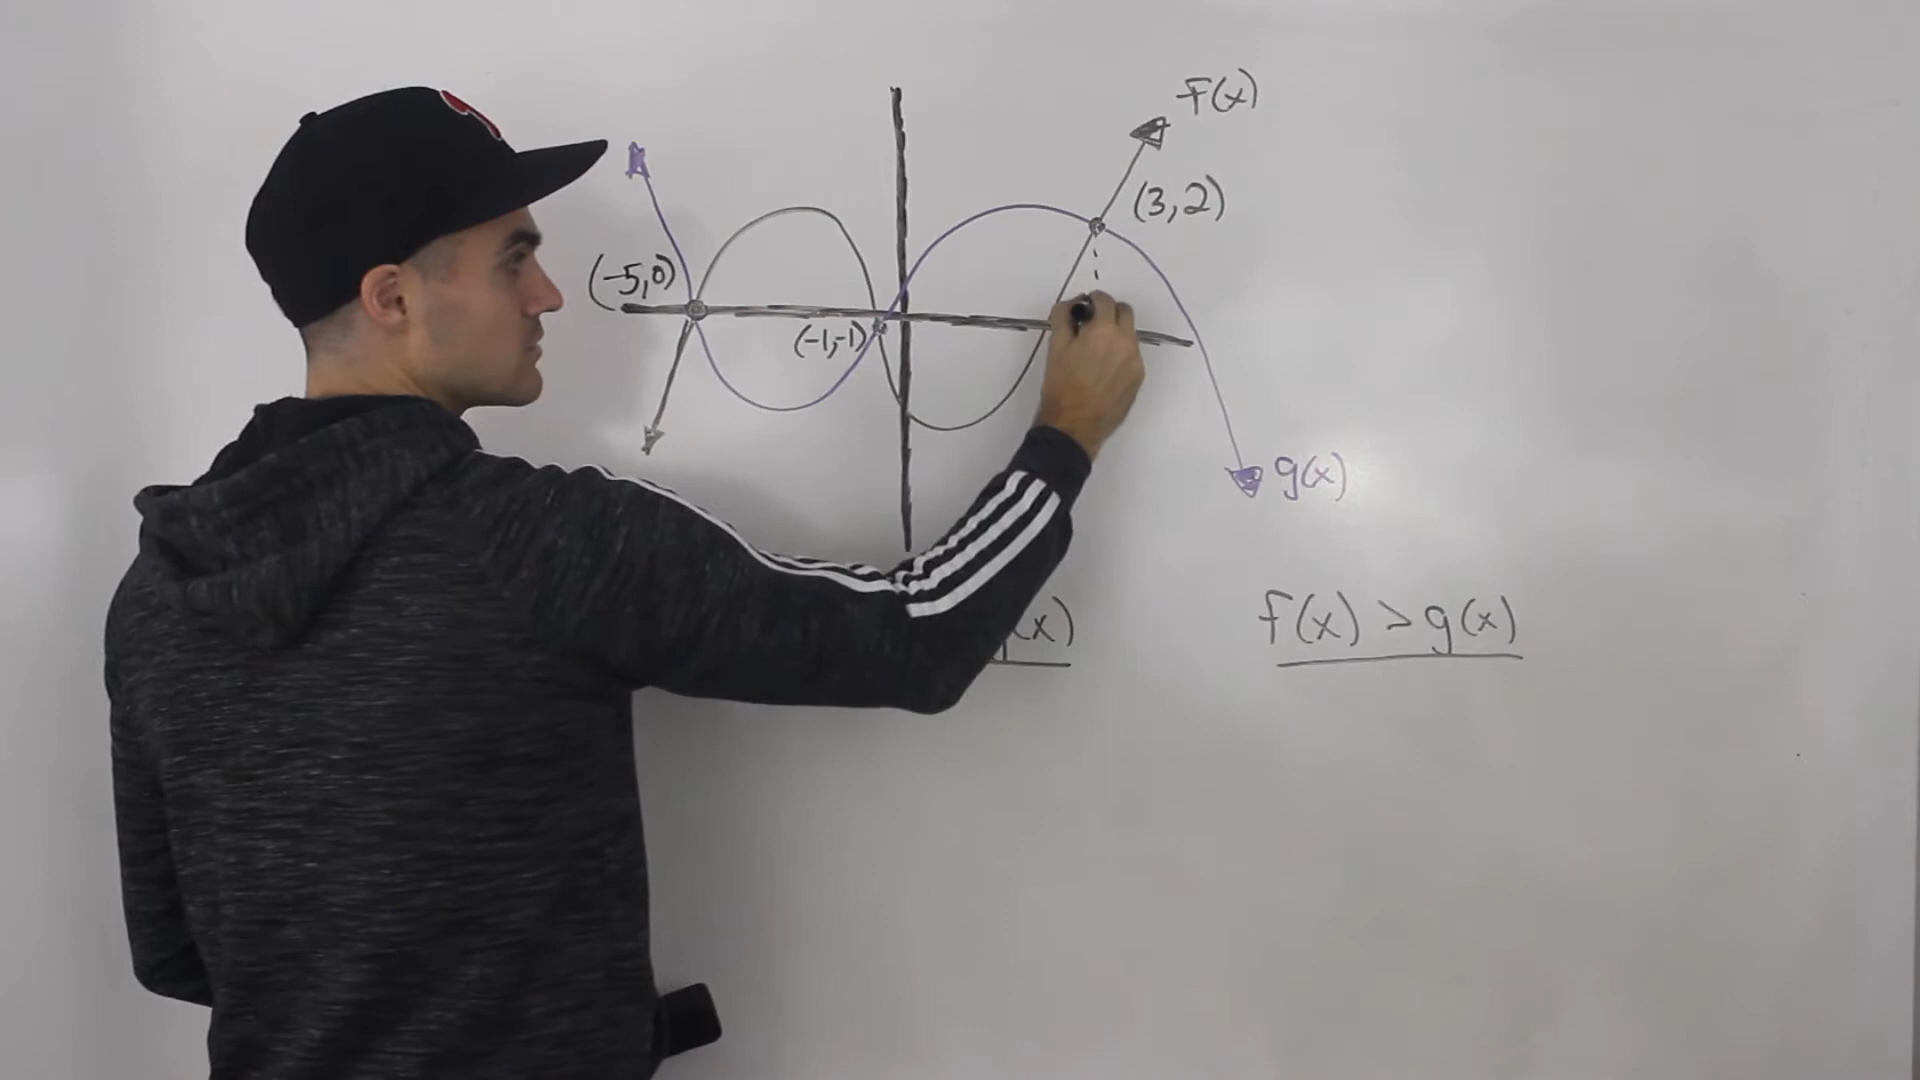 f(x)
(3,2)
(-5,0)
(-1,-1)
g(x)
(x)
f(x) > g(x)